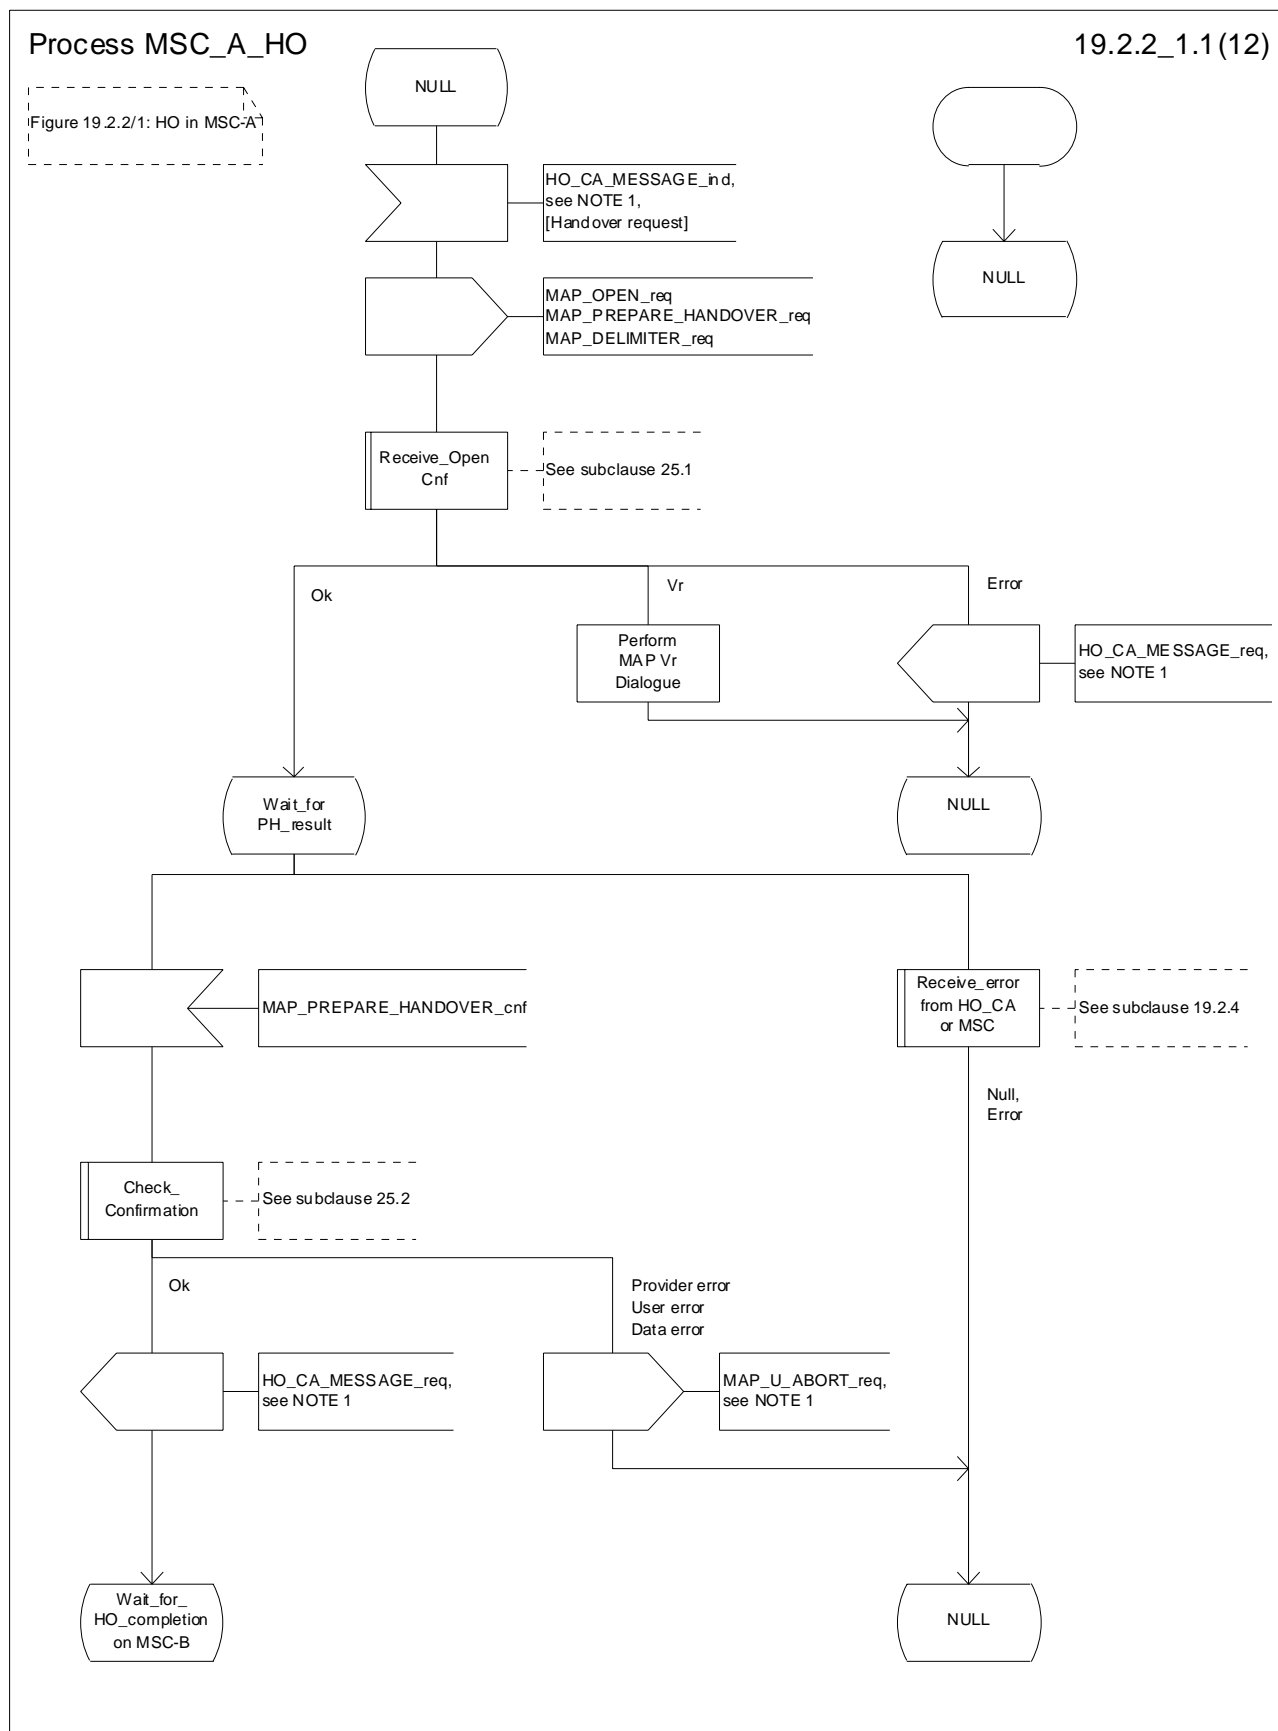 Process MSC_A_HO
19.2.2_1.1(12)
NULL
Figure 19.2.2/1: HO in MSC-A
HO_CA_MESSAGE_ind,
see NOTE 1,
[Handover request]
NULL
MAP_OPEN_req
MAP_PREPARE_HANDOVER_req
MAP_DELIMITER_req
Receive_Open
Cnf
See subclause 25.1
Ok
Vr
Error
Perform
MAP Vr
Dialogue
HO_CA_MESSAGE_req,
see NOTE 1
Wait_for
PH_result
NULL
MAP_PREPARE_HANDOVER_cnf
Receive_error
from HO_CA
or MSC
See subclause 19.2.4
Null,
Error
Check_
Confirmation
See subclause 25.2
Ok
Provider error
User error
Data error
HO_CA_MESSAGE_req,
see NOTE 1
MAP_U_ABORT_req,
see NOTE 1
Wait_for_
HO_completion
on MSC-B
NULL